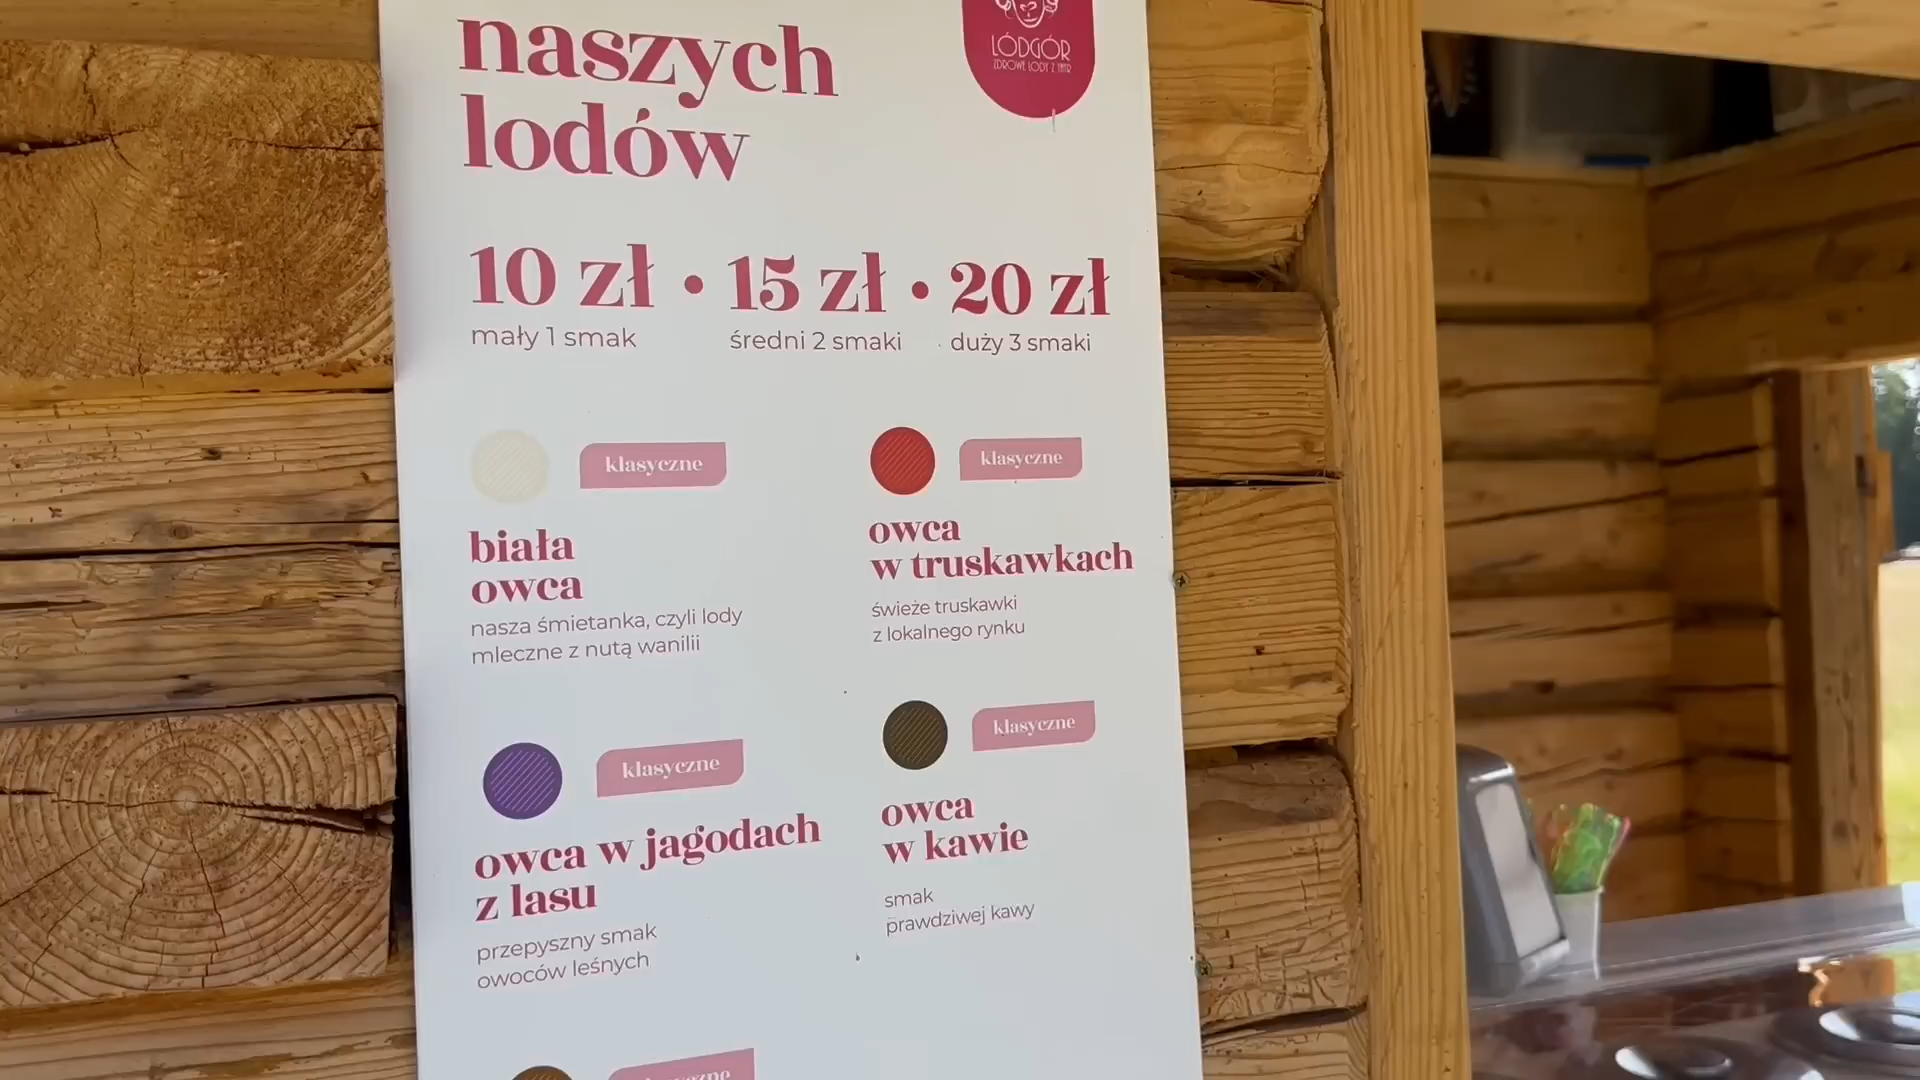 naszych
lodów
LÓDGÓR
ZDROWE LODY Z TATR
10 zł • 15 zł • 20 zł
mały 1 smak średni 2 smaki duży 3 smaki
klasyczne
biała
owca
nasza śmietanka, czyli lody
mleczne z nutą wanilii
klasyczne
owca
w truskawkach
świeże truskawki
z lokalnego rynku
klasyczne
owca w jagodach
z lasu
przepyszny smak
owoców leśnych
klasyczne
owca
w kawie
smak
prawdziwej kawy